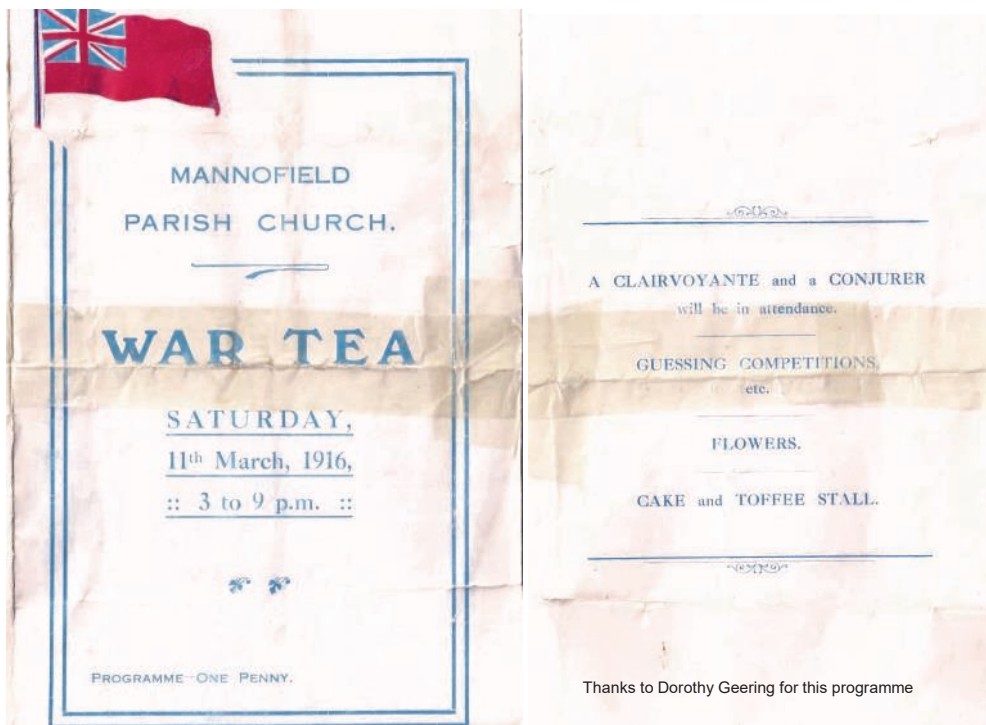 MANNOFIELD
PARISH CHURCH.
WAR TEA
SATURDAY,
11th March, 1916,
:: 3 to 9 p.m. ::
PROGRAMME—ONE PENNY.
A CLAIRVOYANTE and a CONJURER
will be in attendance.
GUESSING COMPETITIONS,
etc.
FLOWERS.
CAKE and TOFFEE STALL.
Thanks to Dorothy Geering for this programme